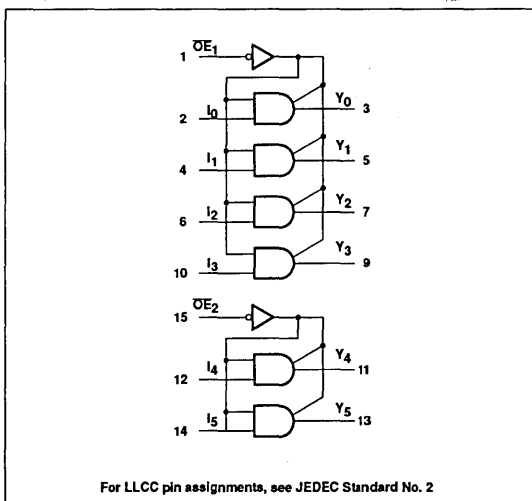 1 OE1
Y0
2 I0 3
Y1
4 I1 5
Y2
6 I2 7
Y3
10 I3 9
15 OE2
Y4
12 I4 11
Y5
14 I5 13
For LLCC pin assignments, see JEDEC Standard No. 2